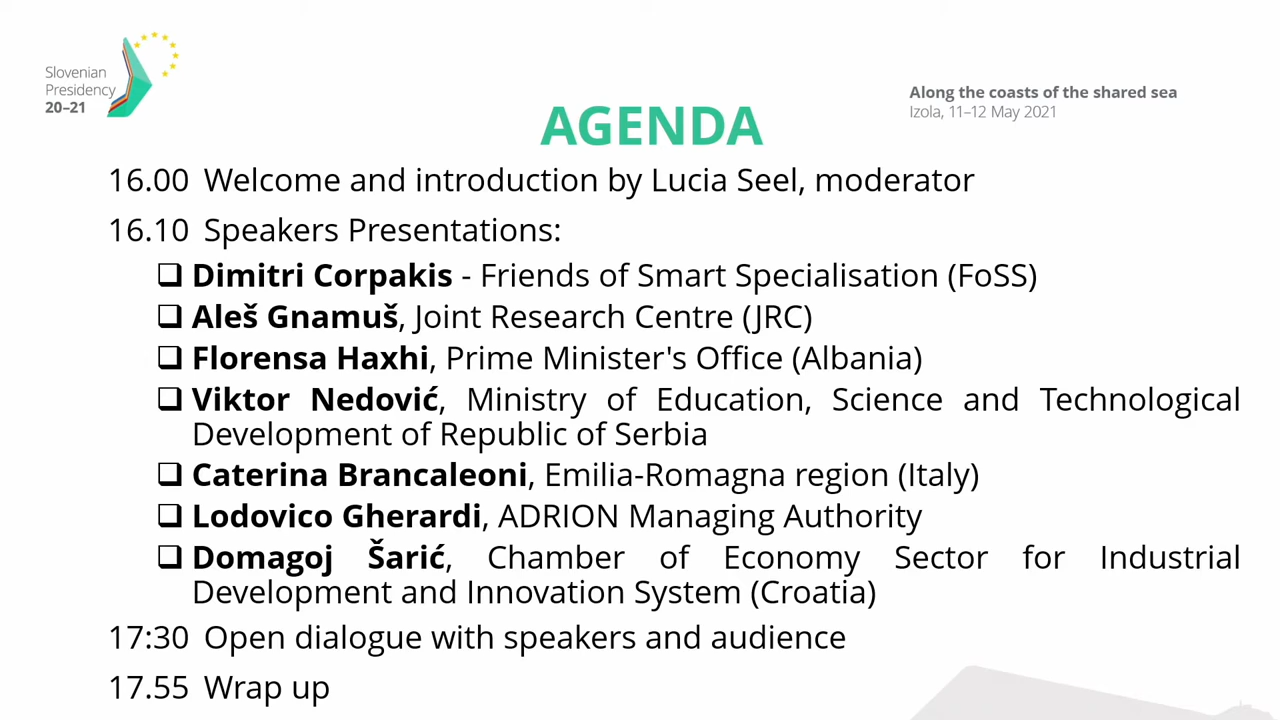 Slovenian
Presidency
20–21
Along the coasts of the shared sea
Izola, 11–12 May 2021
AGENDA
16.00 Welcome and introduction by Lucia Seel, moderator
16.10 Speakers Presentations:
❑ Dimitri Corpakis - Friends of Smart Specialisation (FoSS)
❑ Aleš Gnamuš, Joint Research Centre (JRC)
❑ Florensa Haxhi, Prime Minister's Office (Albania)
❑ Viktor Nedović, Ministry of Education, Science and Technological
Development of Republic of Serbia
❑ Caterina Brancaleoni, Emilia-Romagna region (Italy)
❑ Lodovico Gherardi, ADRION Managing Authority
❑ Domagoj Šarić, Chamber of Economy Sector for Industrial
Development and Innovation System (Croatia)
17:30 Open dialogue with speakers and audience
17.55 Wrap up